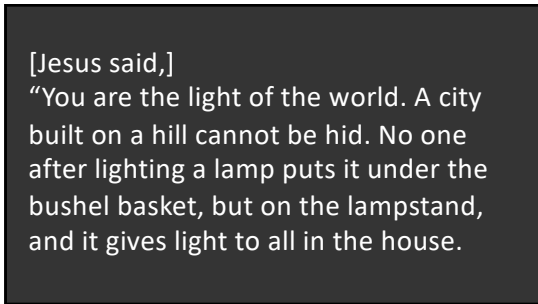 [Jesus said,]
“You are the light of the world. A city
built on a hill cannot be hid. No one
after lighting a lamp puts it under the
bushel basket, but on the lampstand,
and it gives light to all in the house.